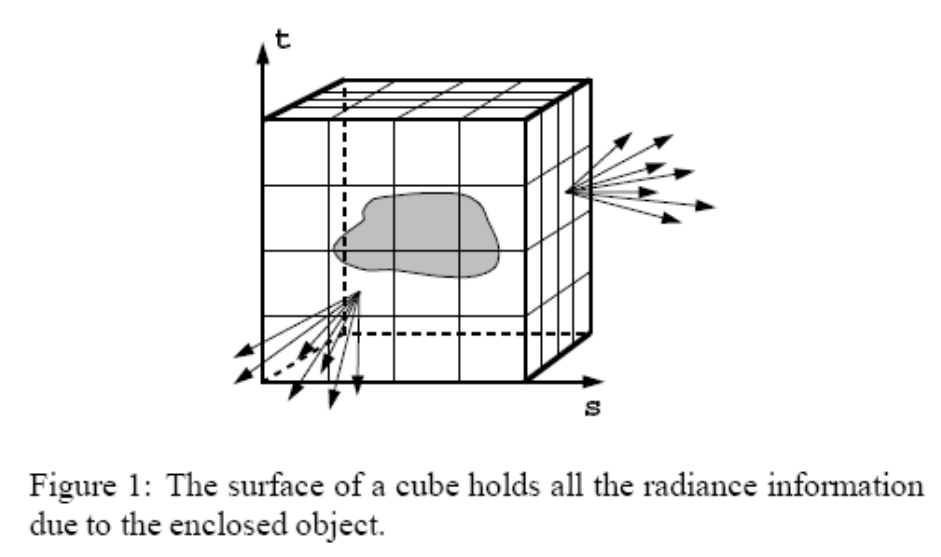 t
s
Figure 1: The surface of a cube holds all the radiance information
due to the enclosed object.